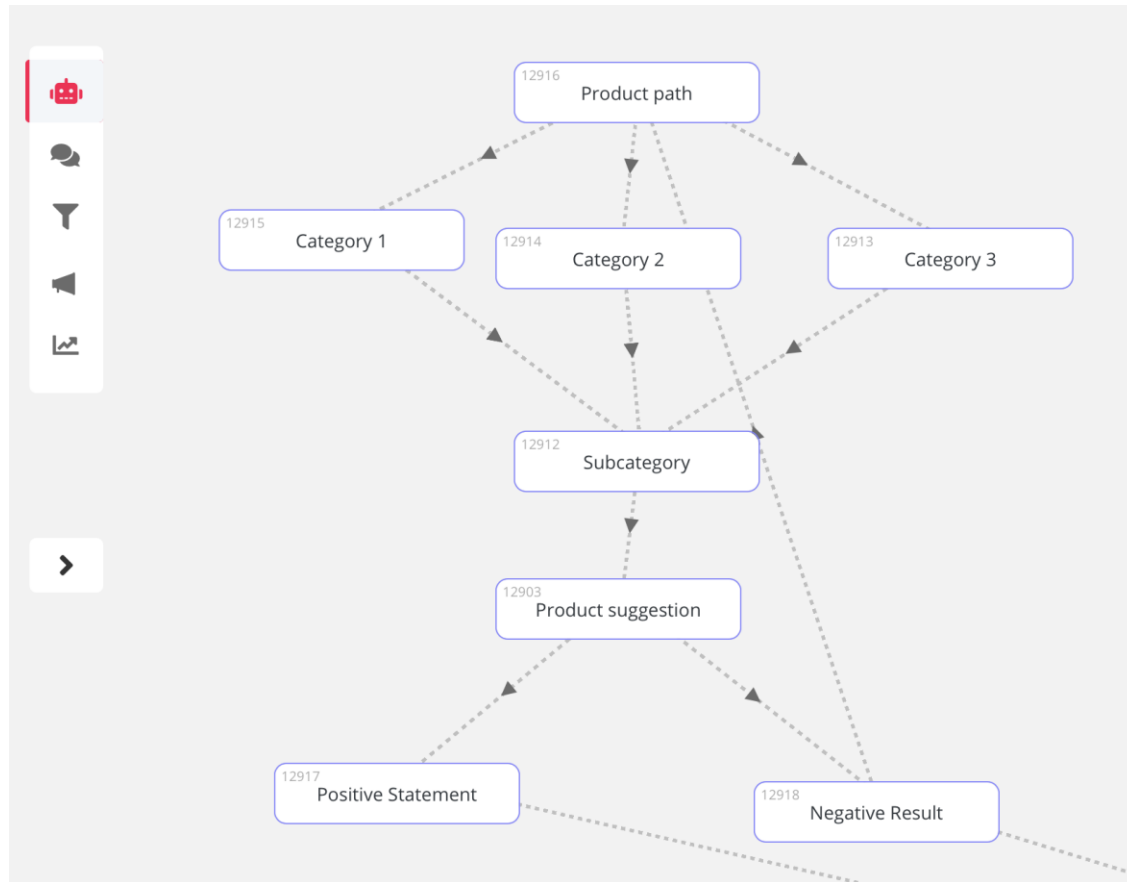 12916
Product path
12915
Category 1
12914
Category 2
12913
Category 3
12912
Subcategory
12903
Product suggestion
12917
Positive Statement
12918
Negative Result